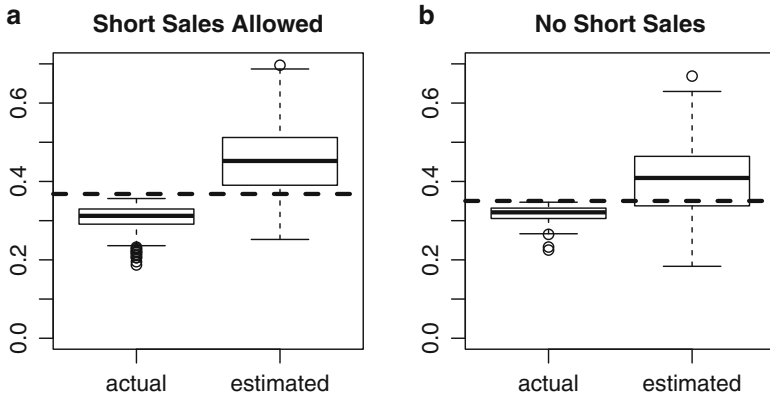 a
Short Sales Allowed
0.6
0.4
0.2
0.0
actual estimated
b
No Short Sales
0.6
0.4
0.2
0.0
actual estimated